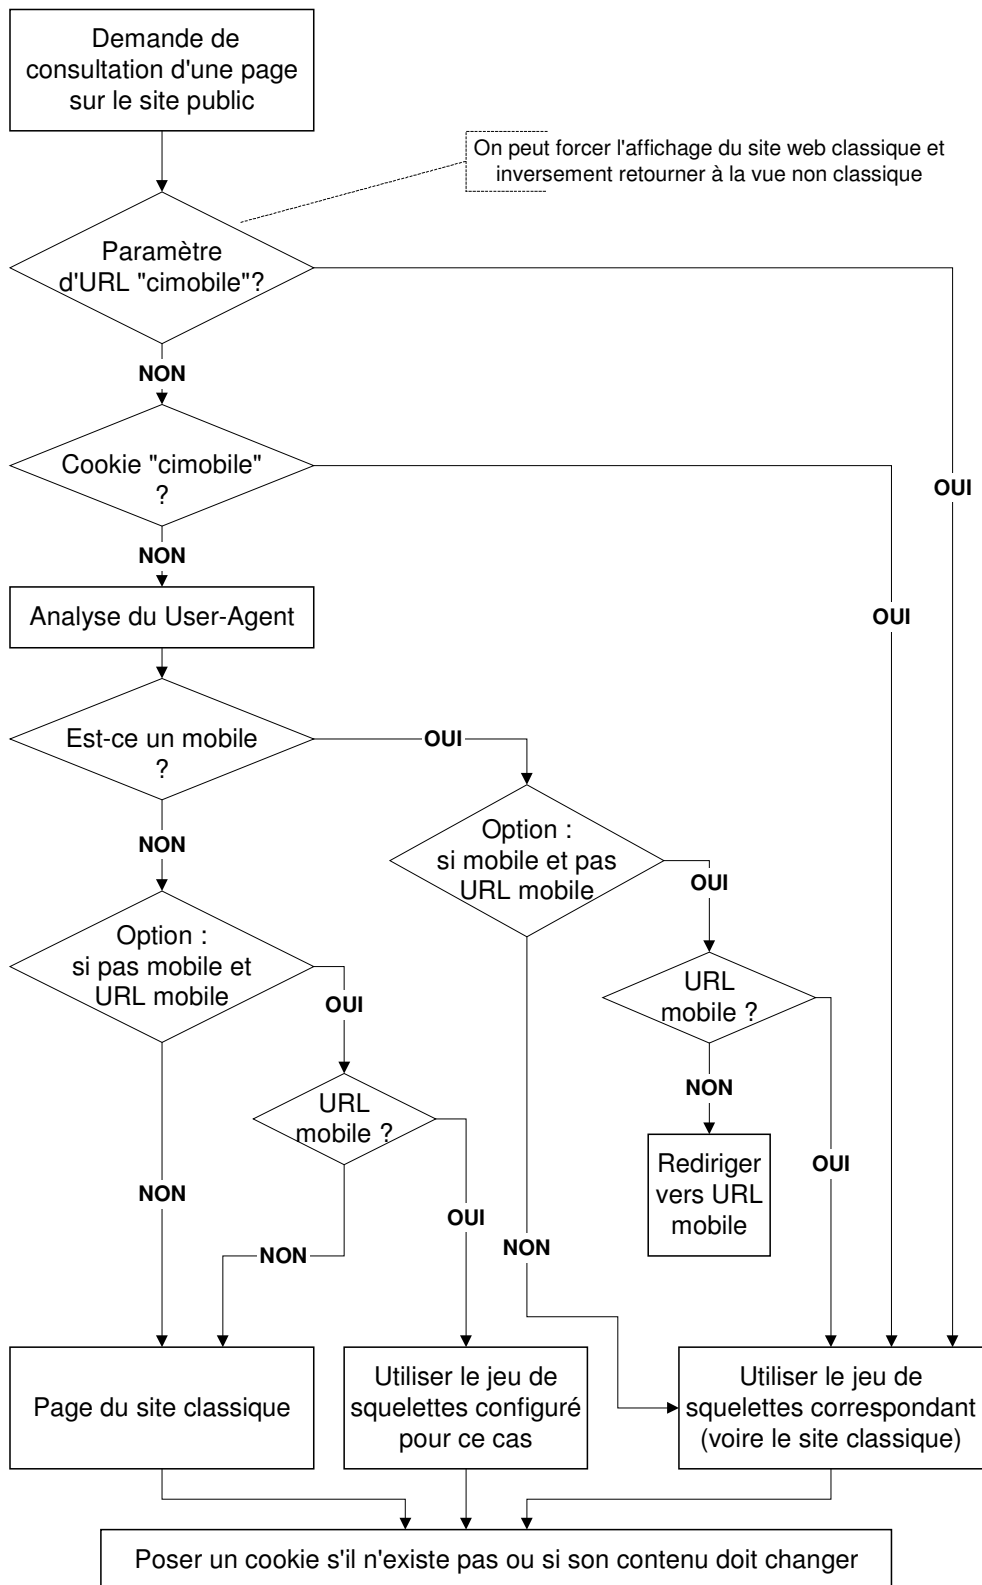 Demande de
consultation d'une page
sur le site public
On peut forcer l'affichage du site web classique et
inversement retourner à la vue non classique
Paramètre
d'URL "cimobile"?
NON
Cookie "cimobile"
?
OUI
NON
Analyse du User-Agent
OUI
Est-ce un mobile
?
OUI
NON
Option :
si mobile et pas
URL mobile
OUI
Option :
si pas mobile et
URL mobile
OUI
URL
mobile ?
NON
URL
mobile ?
Rediriger
vers URL
mobile
OUI
NON
OUI
NON
NON
Page du site classique
Utiliser le jeu de
squelettes configuré
pour ce cas
Utiliser le jeu de
squelettes correspondant
(voire le site classique)
Poser un cookie s'il n'existe pas ou si son contenu doit changer